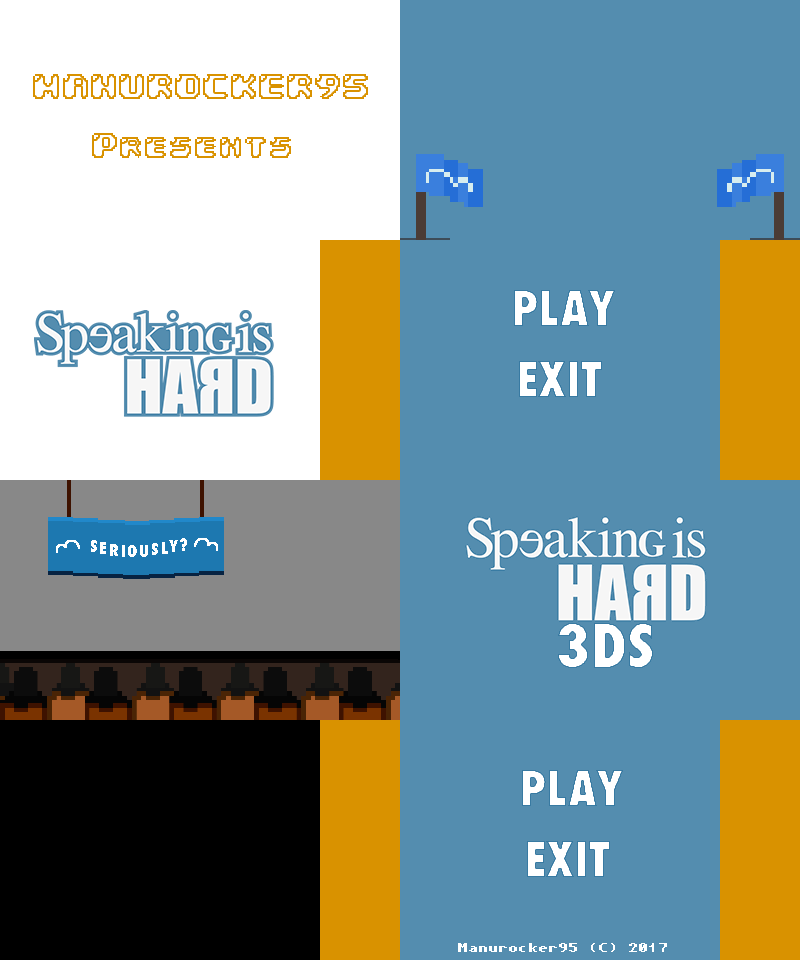 MANUROCKER95
PRESENTS
Speaking is
HARD
PLAY
EXIT
SERIOUSLY?
Speaking is
HARD
3DS
PLAY
EXIT
Manurocker95 (C) 2017